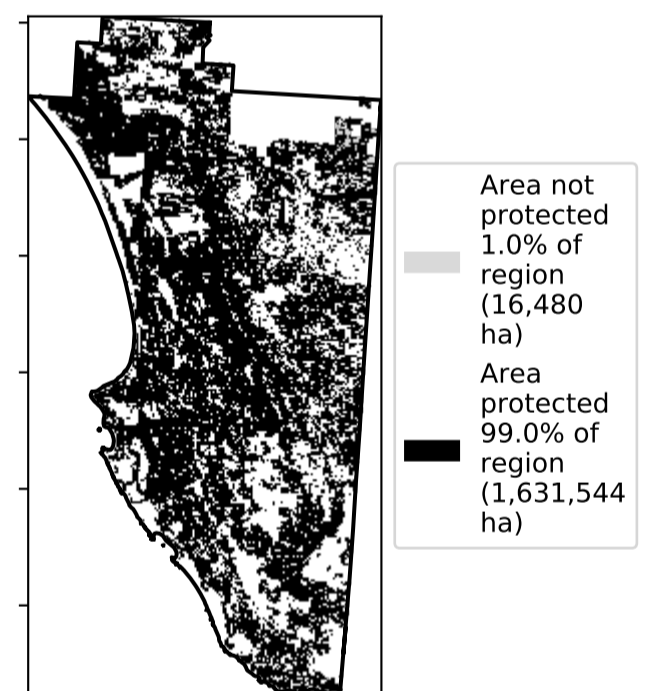 Area not
protected
1.0% of
region
(16,480
ha)
Area
protected
99.0% of
region
(1,631,544
ha)